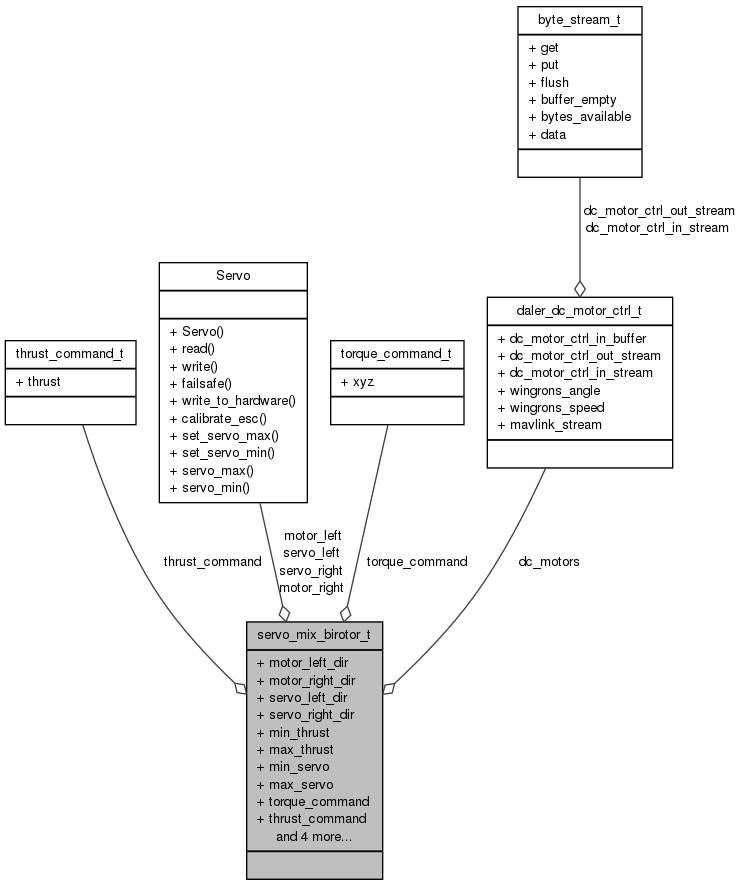 byte_stream_t
+ get
+ put
+ flush
+ buffer_empty
+ bytes_available
+ data
dc_motor_ctrl_out_stream
dc_motor_ctrl_in_stream
Servo
+ Servo()
+ read()
+ write()
+ failsafe()
+ write_to_hardware()
+ calibrate_esc()
+ set_servo_max()
+ set_servo_min()
+ servo_max()
+ servo_min()
daler_dc_motor_ctrl_t
+ dc_motor_ctrl_in_buffer
+ dc_motor_ctrl_out_stream
+ dc_motor_ctrl_in_stream
+ wingrons_angle
+ wingrons_speed
+ mavlink_stream
thrust_command_t
+ thrust
torque_command_t
+ xyz
thrust_command
motor_left
servo_left
servo_right
motor_right
torque_command
dc_motors
servo_mix_birotor_t
+ motor_left_dir
+ motor_right_dir
+ servo_left_dir
+ servo_right_dir
+ min_thrust
+ max_thrust
+ min_servo
+ max_servo
+ torque_command
+ thrust_command
and 4 more...